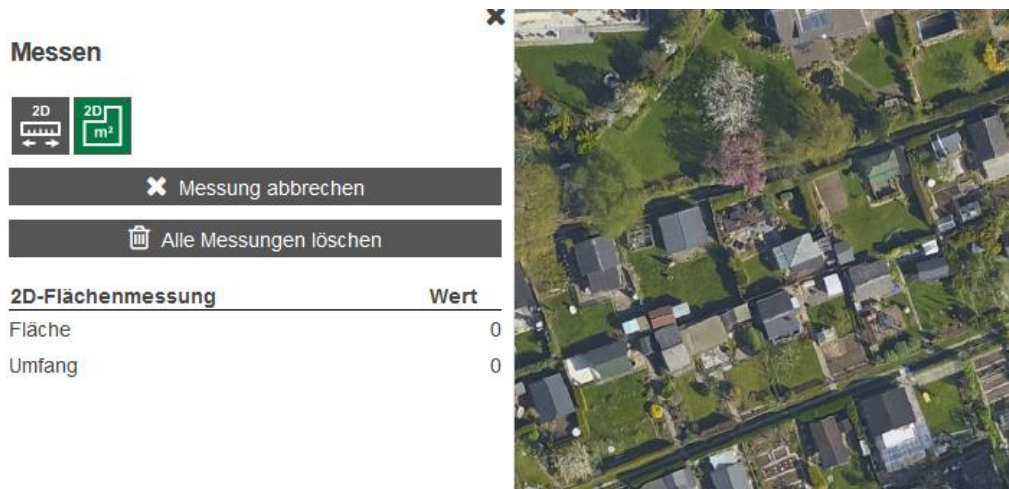 Messen
2D
2D
m²
Messung abbrechen
Alle Messungen löschen
2D-Flächenmessung Wert
Fläche 0
Umfang 0